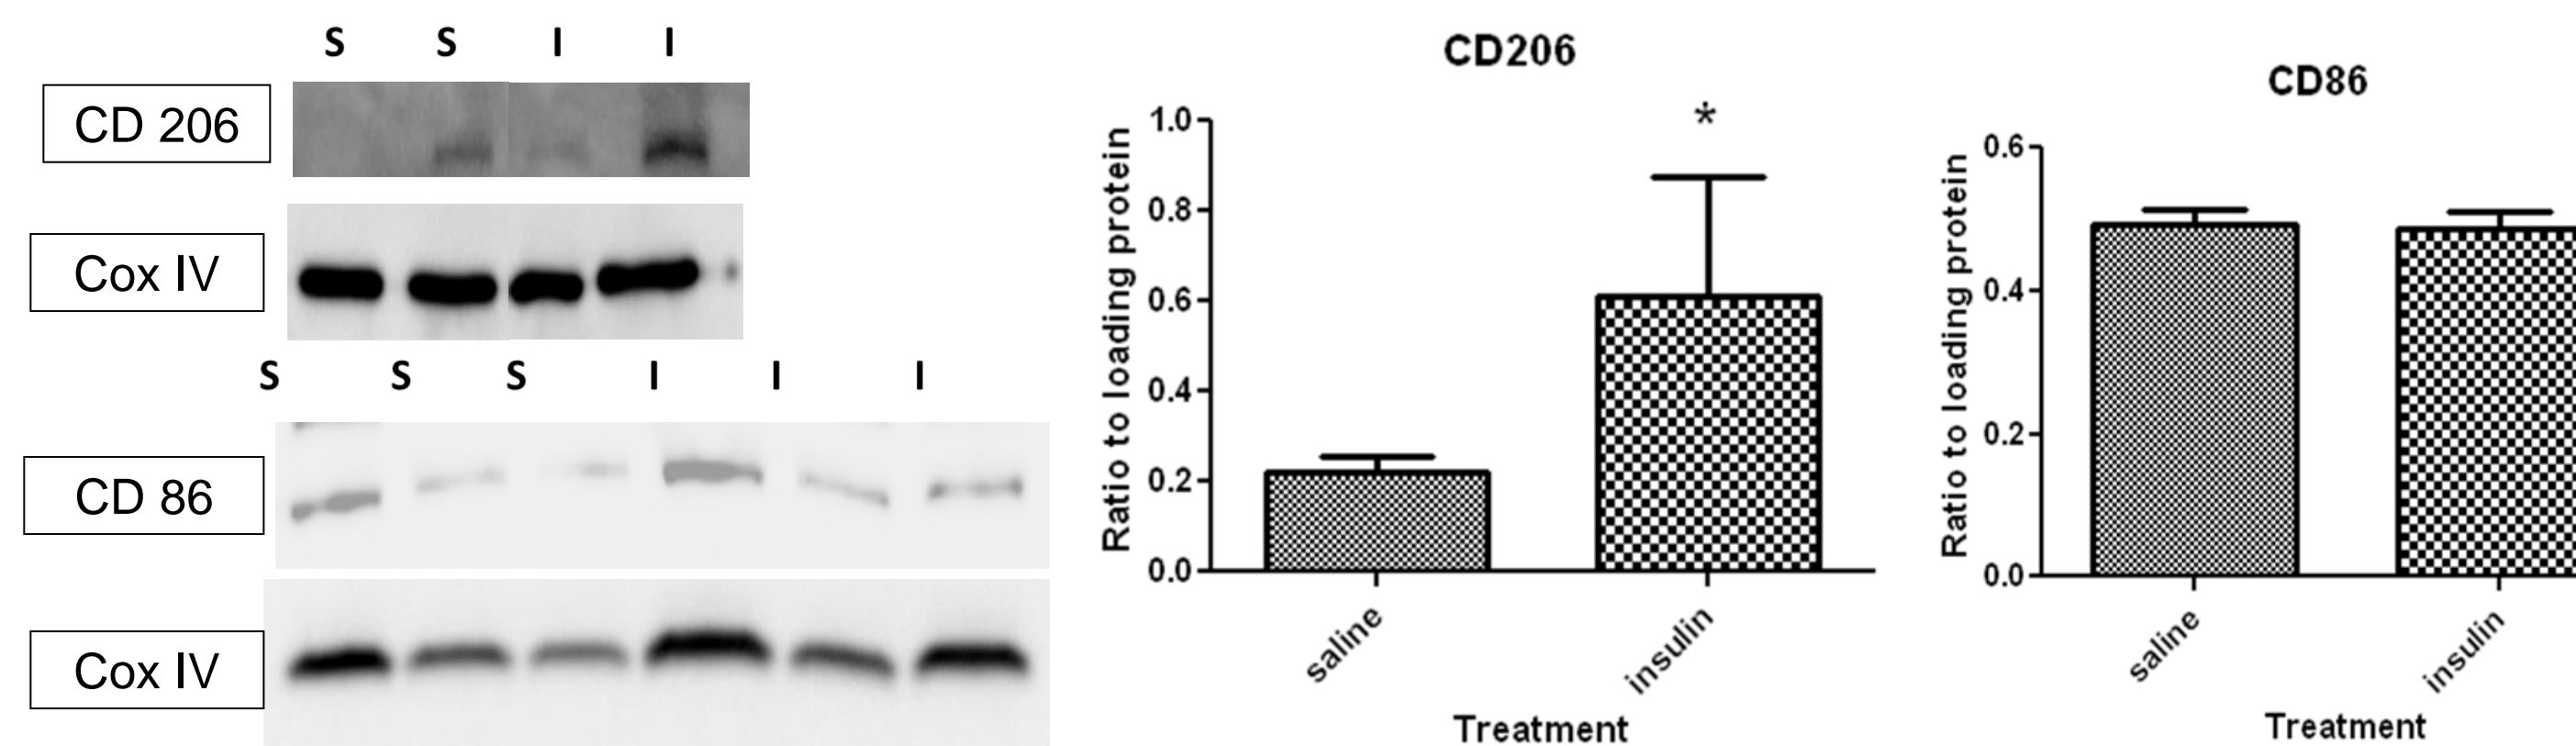 S S I I
CD 206
Cox IV
S S S I I I
CD 86
Cox IV
CD206
*
Ratio to loading protein
1.0
0.8
0.6
0.4
0.2
0.0
saline
insulin
Treatment
CD86
Ratio to loading protein
0.6
0.4
0.2
0.0
saline
insulin
Treatment